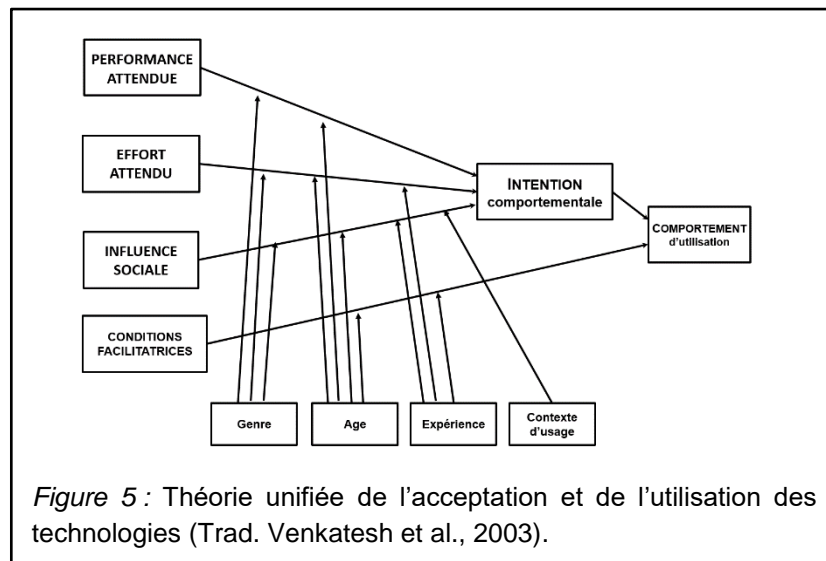 PERFORMANCE
ATTENDUE
EFFORT
ATTENDU
INFLUENCE
SOCIALE
CONDITIONS
FACILITATRICES
INTENTION
comportementale
COMPORTEMENT
d'utilisation
Genre
Age
Expérience
Contexte
d'usage
Figure 5 : Théorie unifiée de l'acceptation et de l'utilisation des
technologies (Trad. Venkatesh et al., 2003).